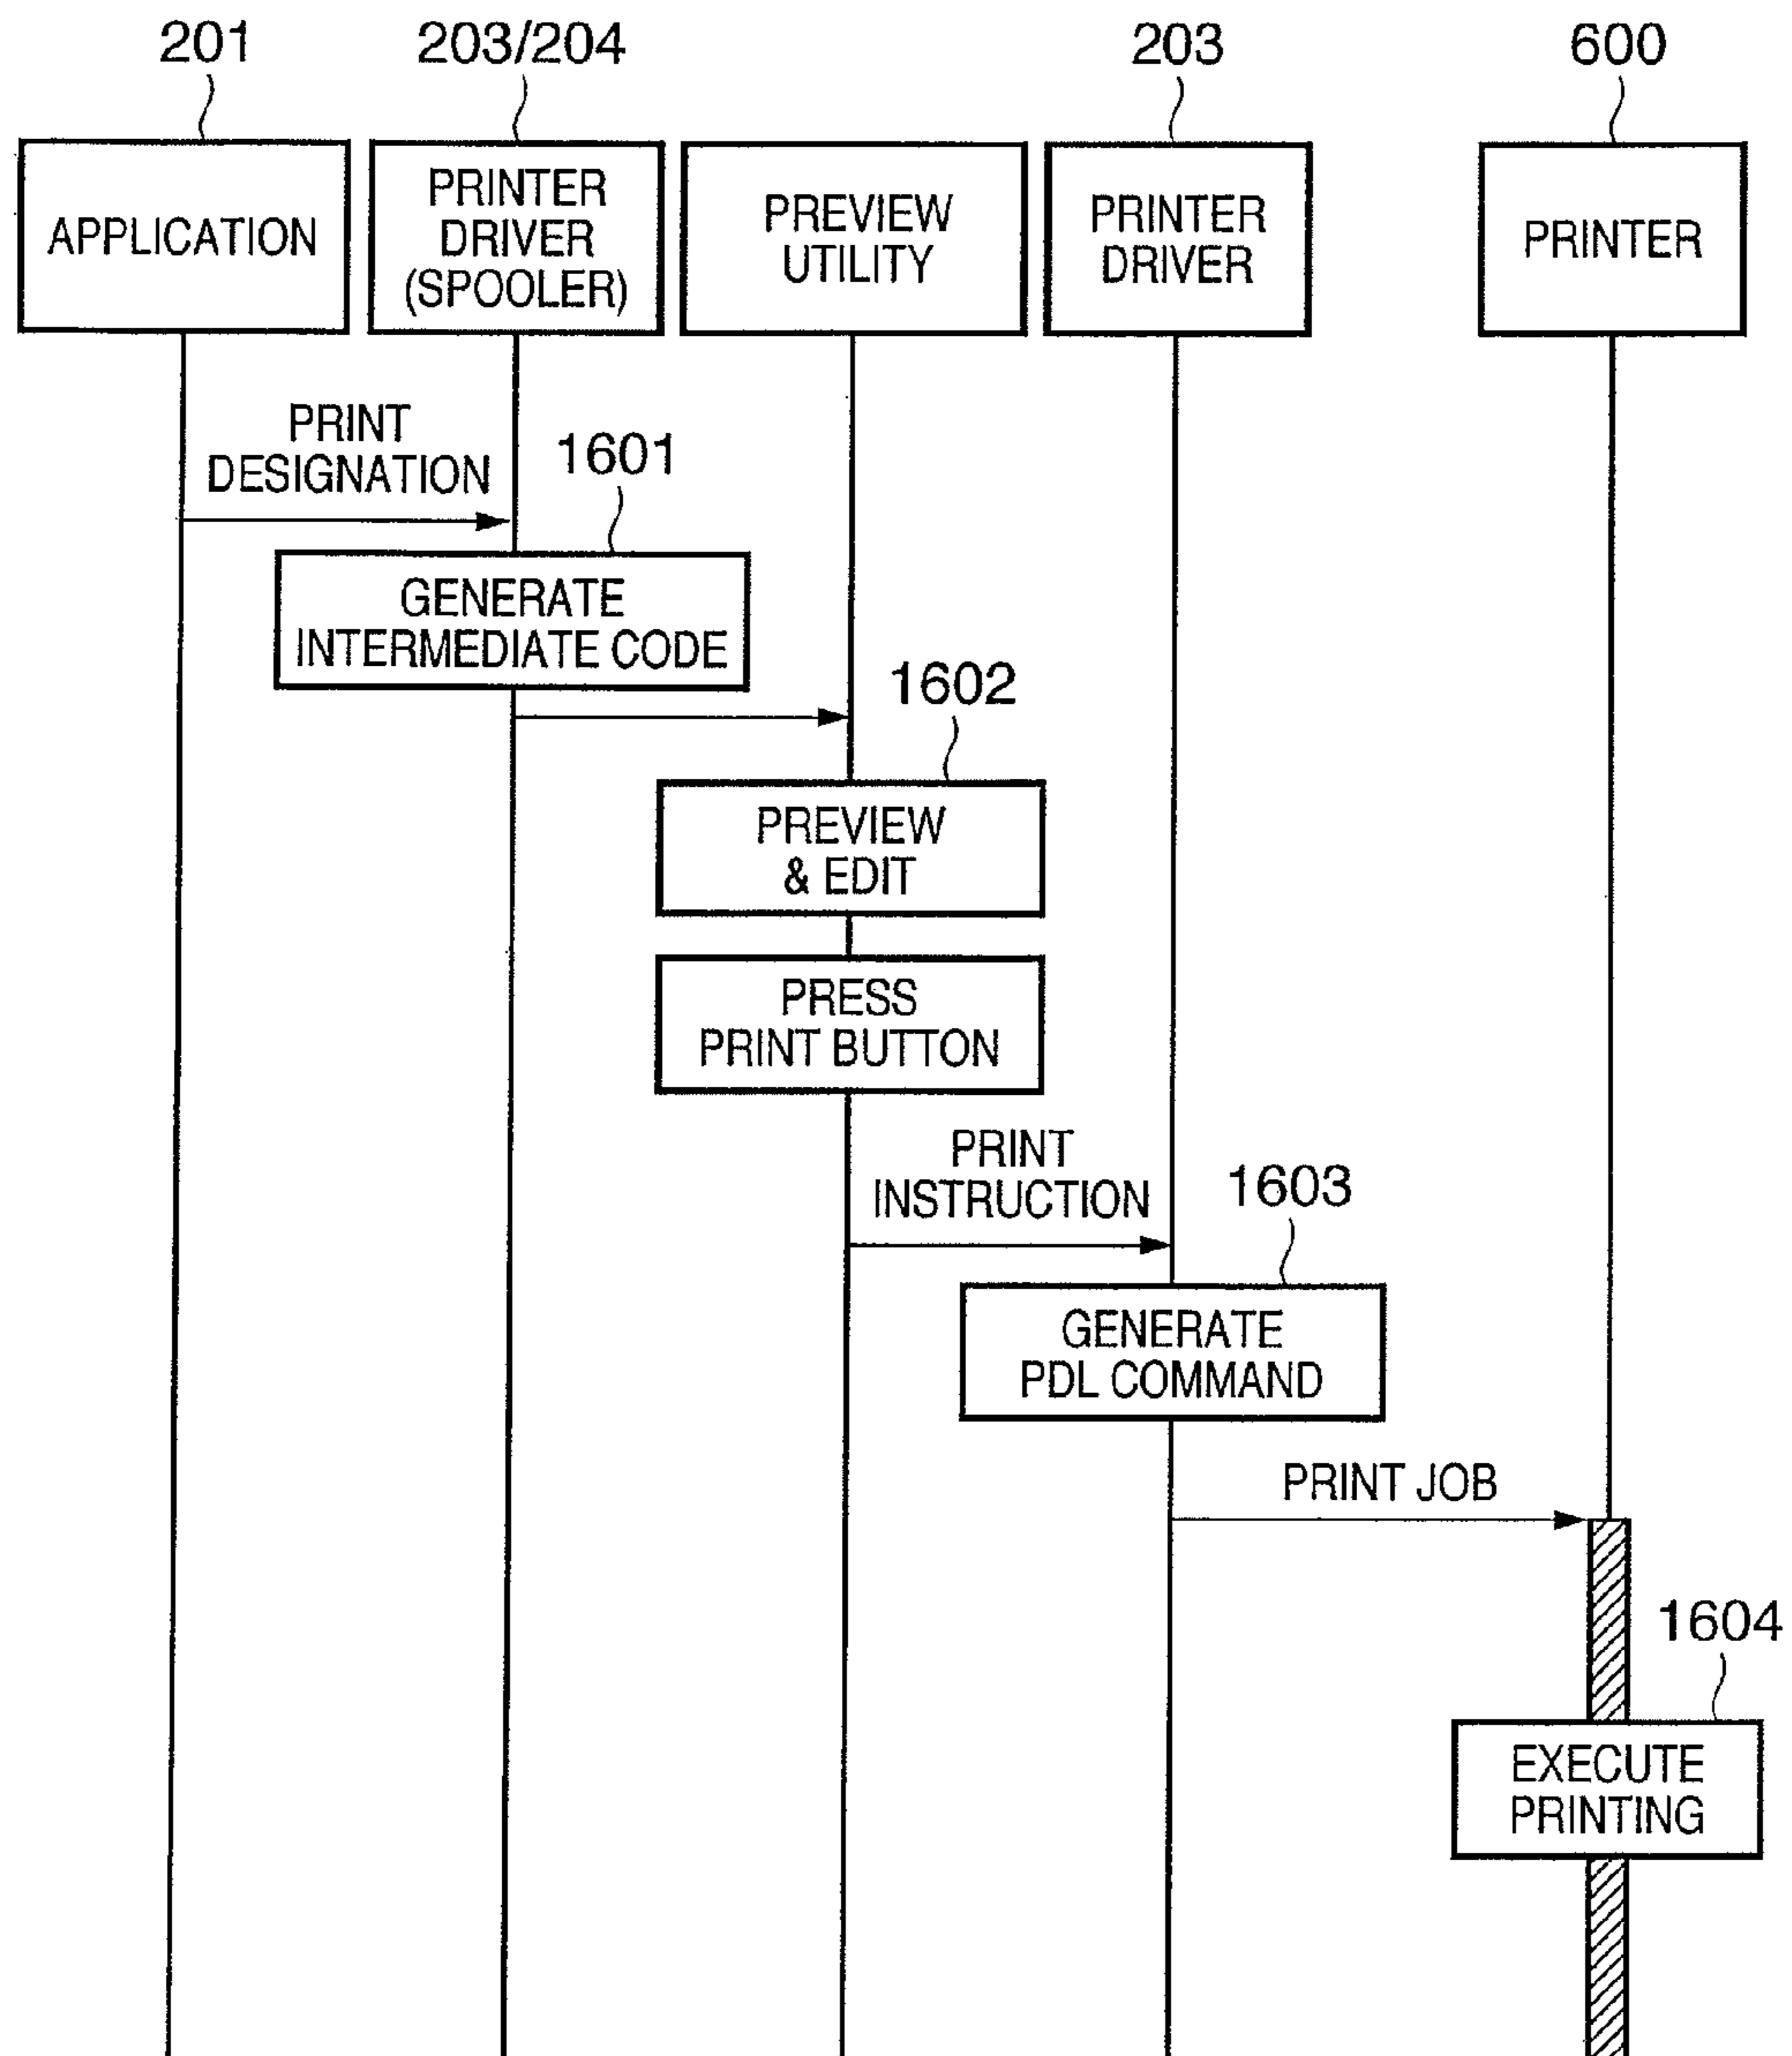 201
203/204
203
600
APPLICATION
PRINTER
DRIVER
(SPOOLER)
PREVIEW
UTILITY
PRINTER
DRIVER
PRINTER
PRINT
DESIGNATION
1601
GENERATE
INTERMEDIATE CODE
1602
PREVIEW
& EDIT
PRESS
PRINT BUTTON
PRINT
INSTRUCTION
1603
GENERATE
PDL COMMAND
PRINT JOB
1604
EXECUTE
PRINTING